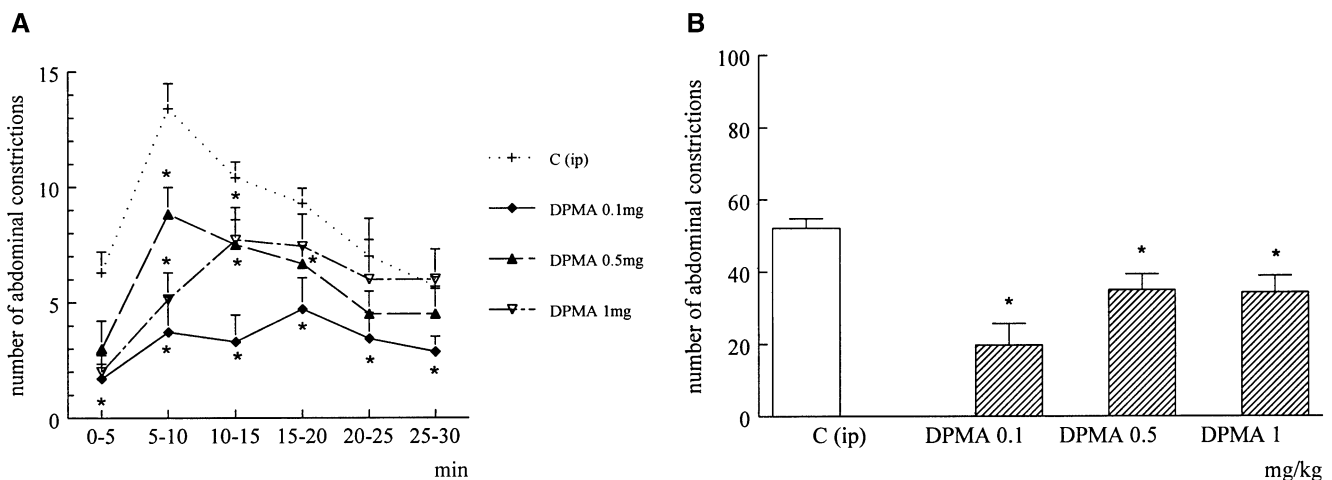 A
number of abdominal constrictions
15
10
5
0
0-5 5-10 10-15 15-20 20-25 25-30
min
* * * * * * * * * * *
C (ip)
DPMA 0.1mg
DPMA 0.5mg
DPMA 1mg
B
number of abdominal constrictions
100
80
60
40
20
0
* * *
C (ip) DPMA 0.1 DPMA 0.5 DPMA 1
mg/kg